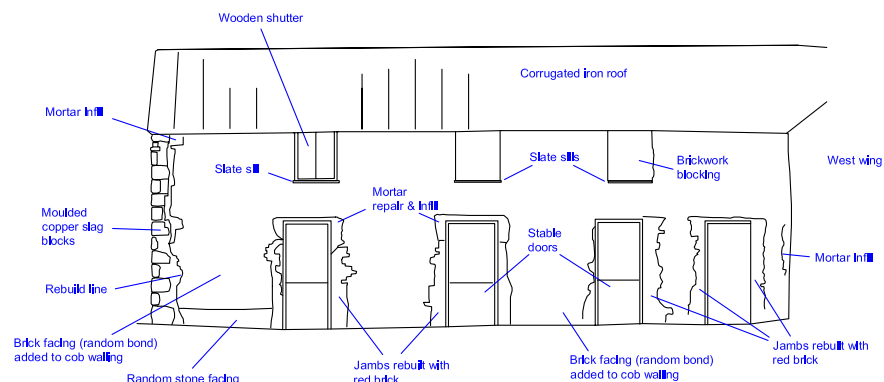 Wooden shutter
Corrugated iron roof
Mortar infill
Slate sill
Slate sills
Brickwork
blocking
West wing
Mortar
repair & infill
Moulded
copper slag
blocks
Stable
doors
Mortar infill
Rebuild line
Brick facing (random bond)
added to cob walling
Random stone facing
Jambs rebuilt with
red brick
Brick facing (random bond)
added to cob walling
Jambs rebuilt with
red brick